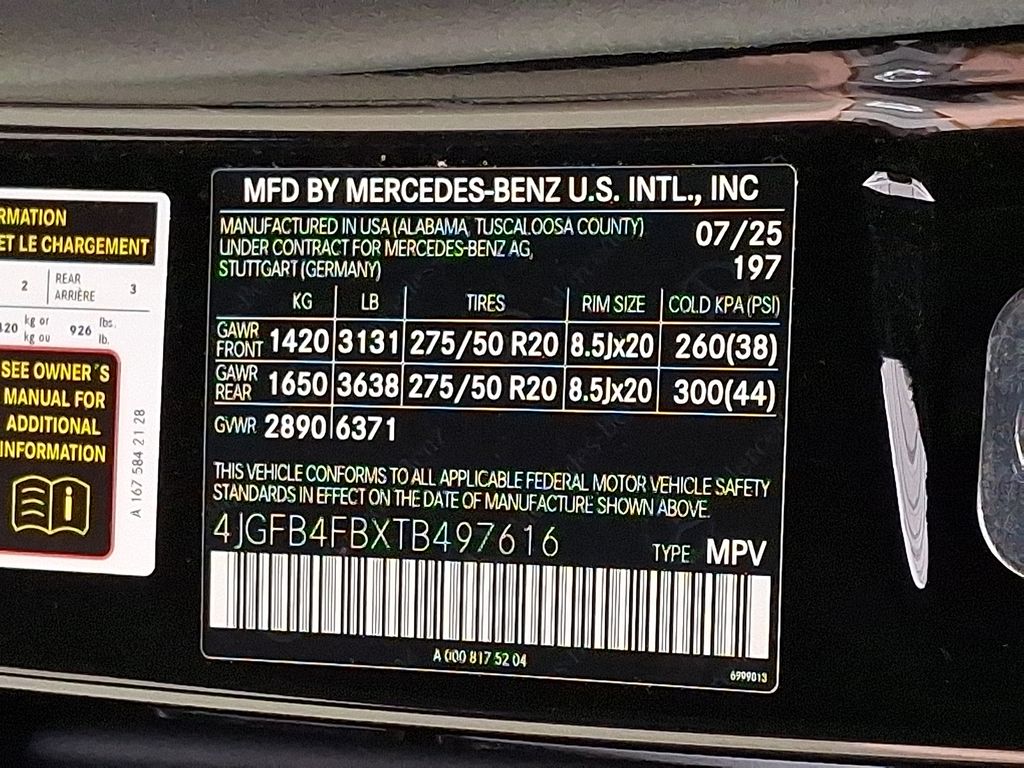 RMATION
ET LE CHARGEMENT
2 REAR ARRIÈRE 3
420 kg or kg ou 926 lbs. lb.
SEE OWNER'S
MANUAL FOR
ADDITIONAL
INFORMATION
A 167 584 21 28
MFD BY MERCEDES-BENZ U.S. INTL., INC
MANUFACTURED IN USA (ALABAMA, TUSCALOOSA COUNTY)
UNDER CONTRACT FOR MERCEDES-BENZ AG,
STUTTGART (GERMANY)
07/25
197
KG LB TIRES RIM SIZE COLD KPA (PSI)
GAWR FRONT 1420 3131 275/50 R20 8.5Jx20 260(38)
GAWR REAR 1650 3638 275/50 R20 8.5Jx20 300(44)
GVWR 2890 6371
THIS VEHICLE CONFORMS TO ALL APPLICABLE FEDERAL MOTOR VEHICLE SAFETY
STANDARDS IN EFFECT ON THE DATE OF MANUFACTURE SHOWN ABOVE.
4JGFB4FBXTB497616 TYPE MPV
A 000 817 52 04
6999013